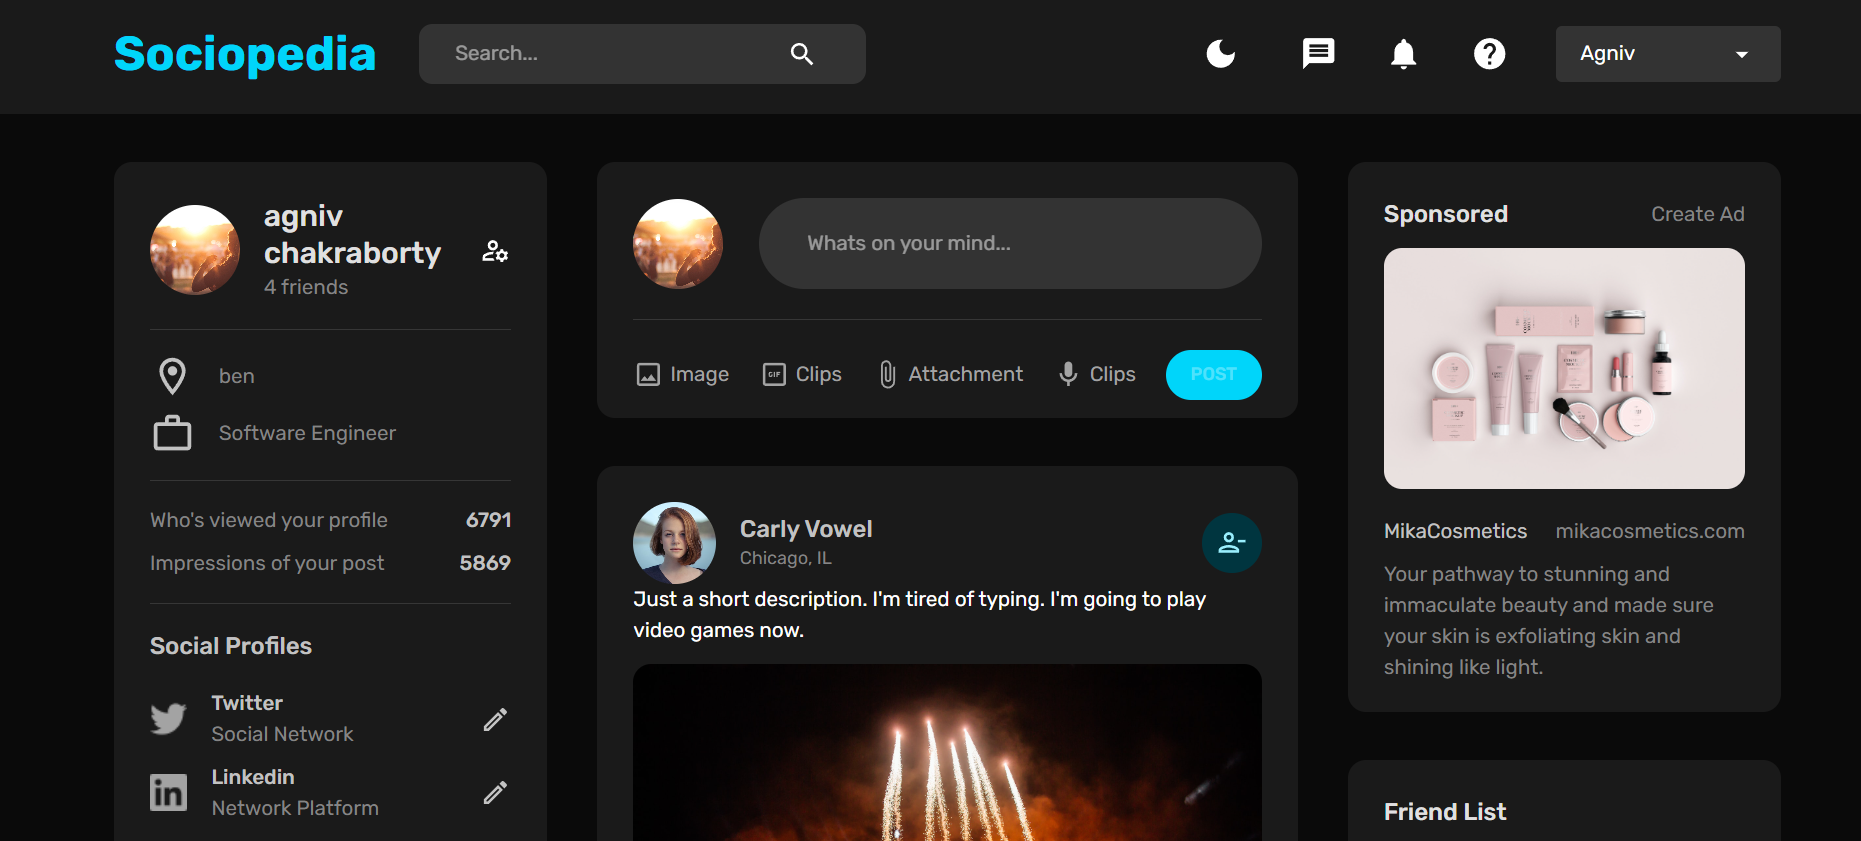 Sociopedia
Search...
Agniv
agniv
chakraborty
4 friends
ben
Software Engineer
Who's viewed your profile 6791
Impressions of your post 5869
Social Profiles
Twitter
Social Network
Linkedin
Network Platform
Whats on your mind...
Image GIF Clips Attachment Clips POST
Carly Vowel
Chicago, IL
Just a short description. I'm tired of typing. I'm going to play
video games now.
Sponsored Create Ad
MikaCosmetics mikacosmetics.com
Your pathway to stunning and
immaculate beauty and made sure
your skin is exfoliating skin and
shining like light.
Friend List